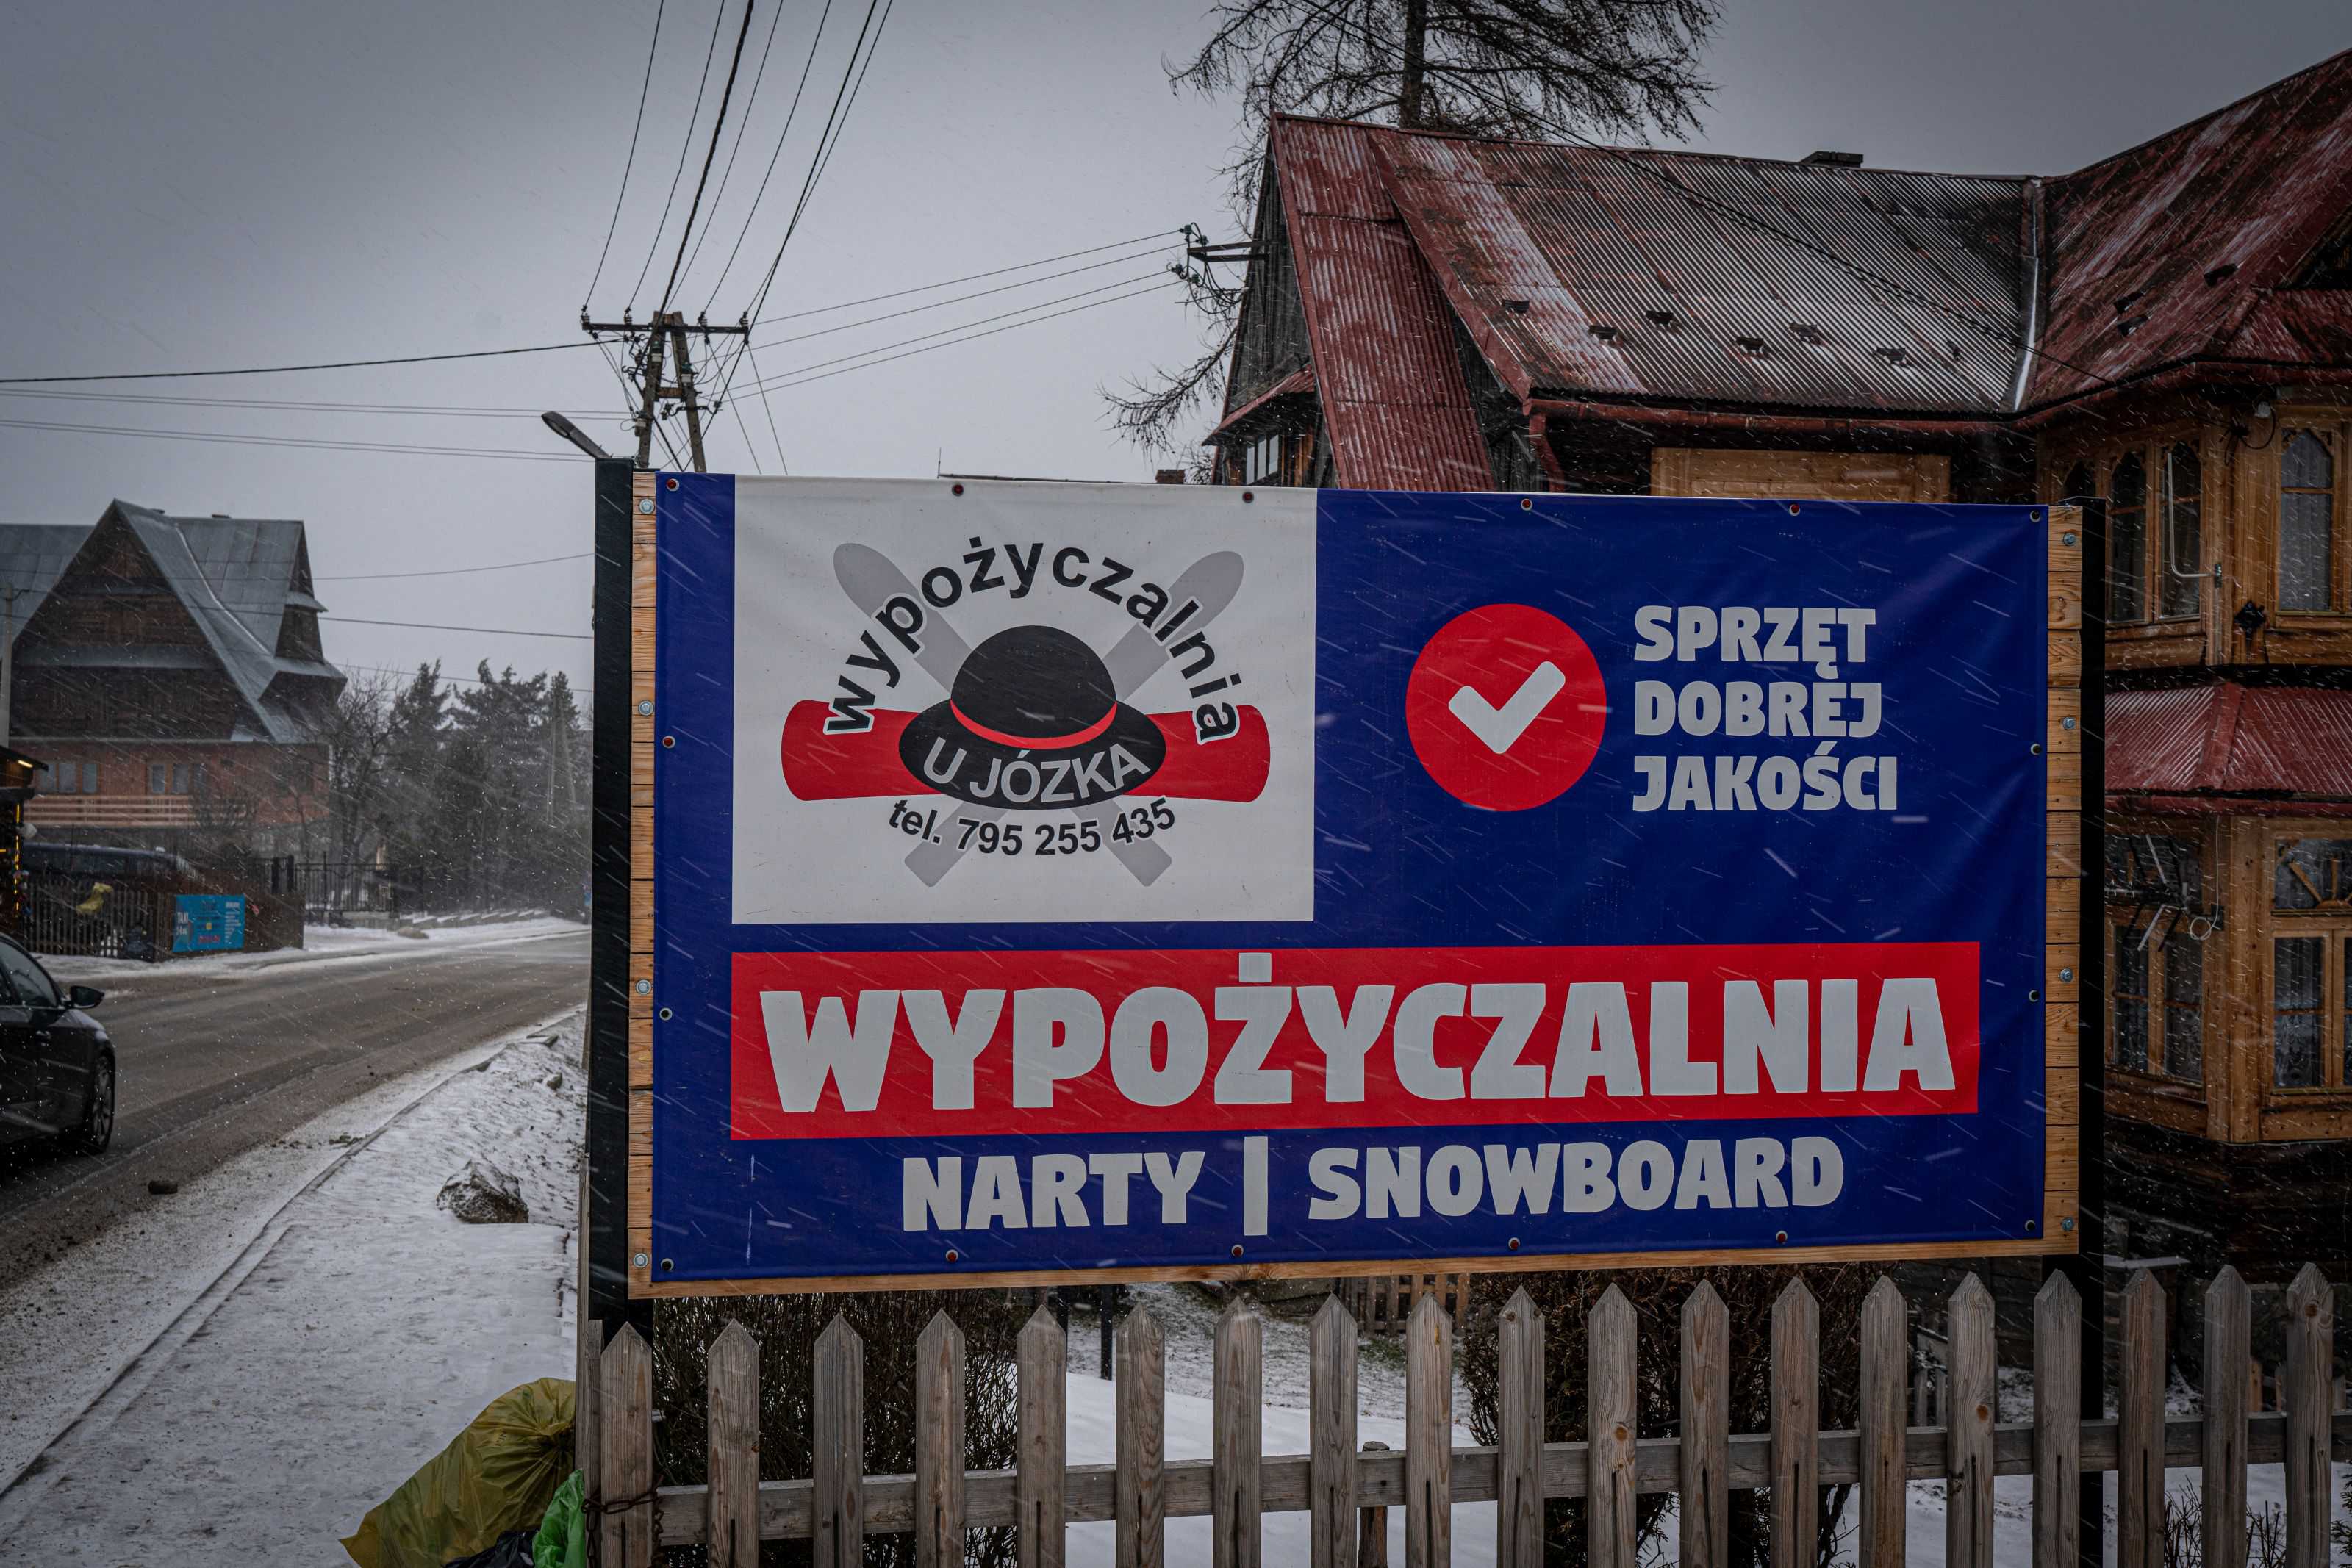 wypożyczalnia
U JÓZKA
tel. 795 255 435
SPRZĘT
DOBREJ
JAKOŚCI
WYPOŻYCZALNIA
NARTY | SNOWBOARD